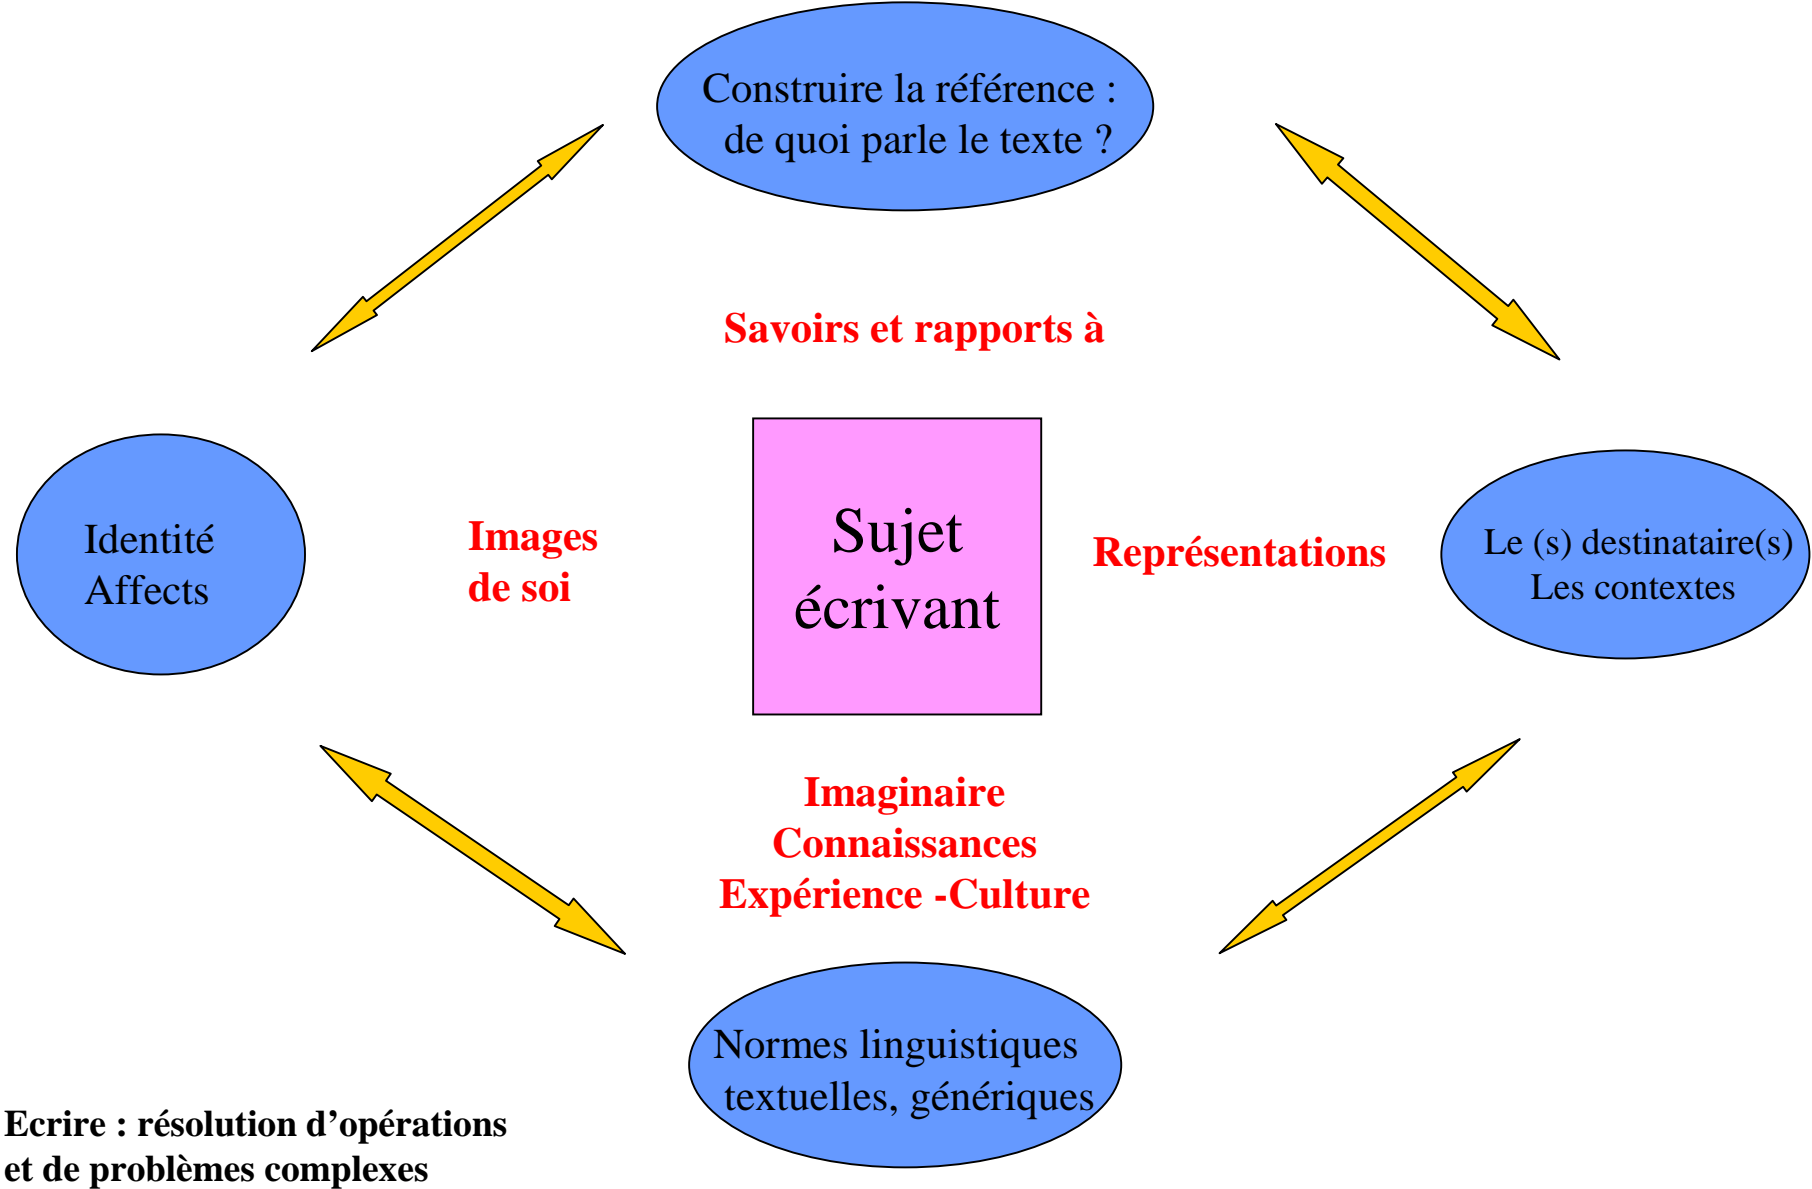 Construire la référence :
de quoi parle le texte ?
Savoirs et rapports à
Identité
Affects
Images
de soi
Sujet
écrivant
Représentations
Le (s) destinataire(s)
Les contextes
Imaginaire
Connaissances
Expérience -Culture
Normes linguistiques
textuelles, génériques
Ecrire : résolution d’opérations
et de problèmes complexes